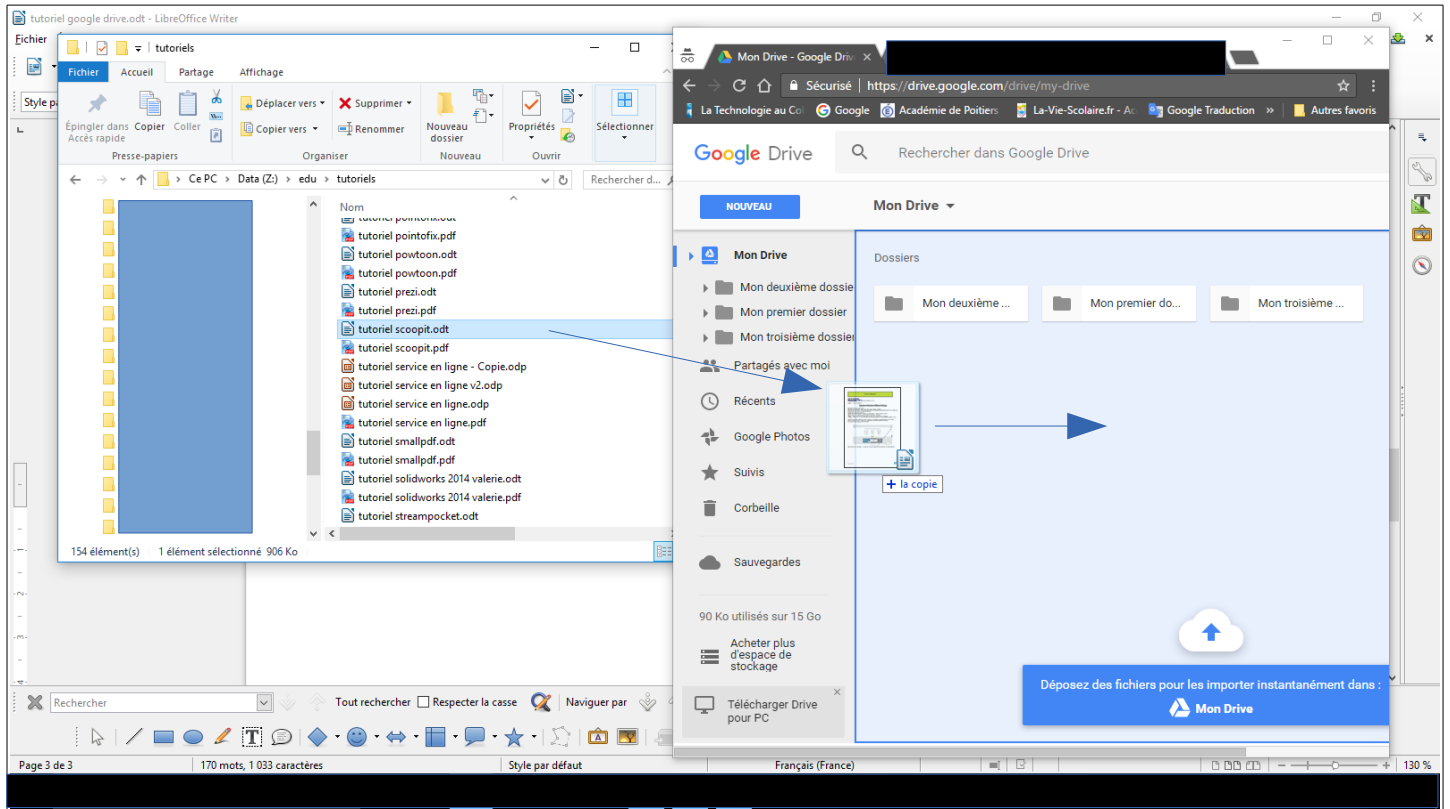 tutoriel google drive.odt - LibreOffice Writer
Fichier
Style pa
tutoriels
Fichier Accueil Partage Affichage
Épingler dans Accès rapide
Copier
Coller
Déplacer vers
Copier vers
Supprimer
Renommer
Nouveau dossier
Propriétés
Sélectionner
Presse-papiers Organiser Nouveau Ouvrir
Ce PC > Data (Z:) > edu > tutoriels
Rechercher d...
Nom
tutoriel pointofix.odt
tutoriel pointofix.pdf
tutoriel powtoon.odt
tutoriel powtoon.pdf
tutoriel prezi.odt
tutoriel prezi.pdf
tutoriel scoopit.odt
tutoriel scoopit.pdf
tutoriel service en ligne - Copie.odp
tutoriel service en ligne v2.odp
tutoriel service en ligne.odp
tutoriel service en ligne.pdf
tutoriel smallpdf.odt
tutoriel smallpdf.pdf
tutoriel solidworks 2014 valerie.odt
tutoriel solidworks 2014 valerie.pdf
tutoriel streampocket.odt
154 élément(s) 1 élément sélectionné 906 Ko
Mon Drive - Google Driv
Sécurisé https://drive.google.com/drive/my-drive
La Technologie au Col Google Académie de Poitiers La-Vie-Scolaire.fr - Ac Google Traduction » Autres favoris
Google Drive
Rechercher dans Google Drive
NOUVEAU
Mon Drive
Mon Drive
Mon deuxième dossie
Mon premier dossier
Mon troisième dossier
Partagés avec moi
Récents
Google Photos
Suivis
Corbeille
Sauvegardes
90 Ko utilisés sur 15 Go
Acheter plus
d'espace de
stockage
Télécharger Drive
pour PC
Dossiers
Mon deuxième ... Mon premier do... Mon troisième ...
+ la copie
Déposez des fichiers pour les importer instantanément dans :
Mon Drive
Rechercher Tout rechercher Respecter la casse Naviguer par
Page 3 de 3 170 mots, 1 033 caractères Style par défaut Français (France) 130 %